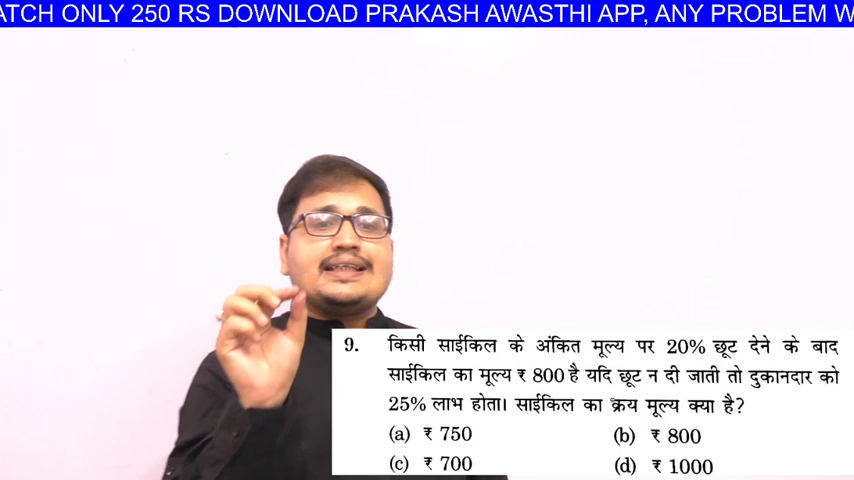 ATCH ONLY 250 RS DOWNLOAD PRAKASH AWASTHI APP, ANY PROBLEM W
9. किसी साईकिल के अंकित मूल्य पर 20% छूट देने के बाद
साईकिल का मूल्य ₹ 800 है यदि छूट न दी जाती तो दुकानदार को
25% लाभ होता। साईकिल का क्रय मूल्य क्या है?
(a) ₹ 750 (b) ₹ 800
(c) ₹ 700 (d) ₹ 1000